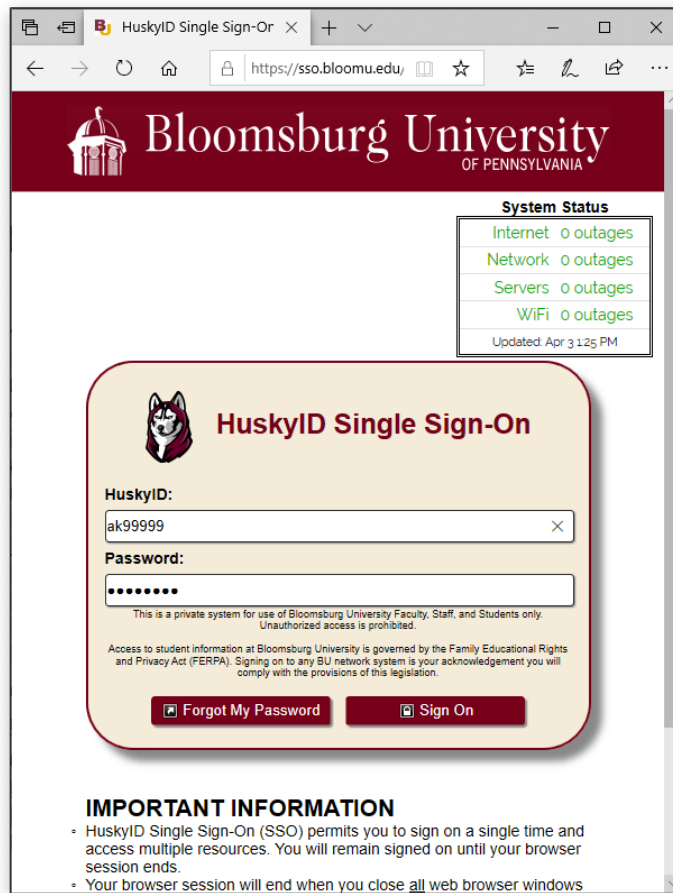 HuskyID Single Sign-Or
https://sso.bloomu.edu/
Bloomsburg University
OF PENNSYLVANIA
System Status
Internet 0 outages
Network 0 outages
Servers 0 outages
WiFi 0 outages
Updated: Apr 3 1:25 PM
HuskyID Single Sign-On
HuskyID:
ak99999
Password:
This is a private system for use of Bloomsburg University Faculty, Staff, and Students only.
Unauthorized access is prohibited.
Access to student information at Bloomsburg University is governed by the Family Educational Rights
and Privacy Act (FERPA). Signing on to any BU network system is your acknowledgement you will
comply with the provisions of this legislation.
Forgot My Password
Sign On
IMPORTANT INFORMATION
HuskyID Single Sign-On (SSO) permits you to sign on a single time and
access multiple resources. You will remain signed on until your browser
session ends.
Your browser session will end when you close all web browser windows